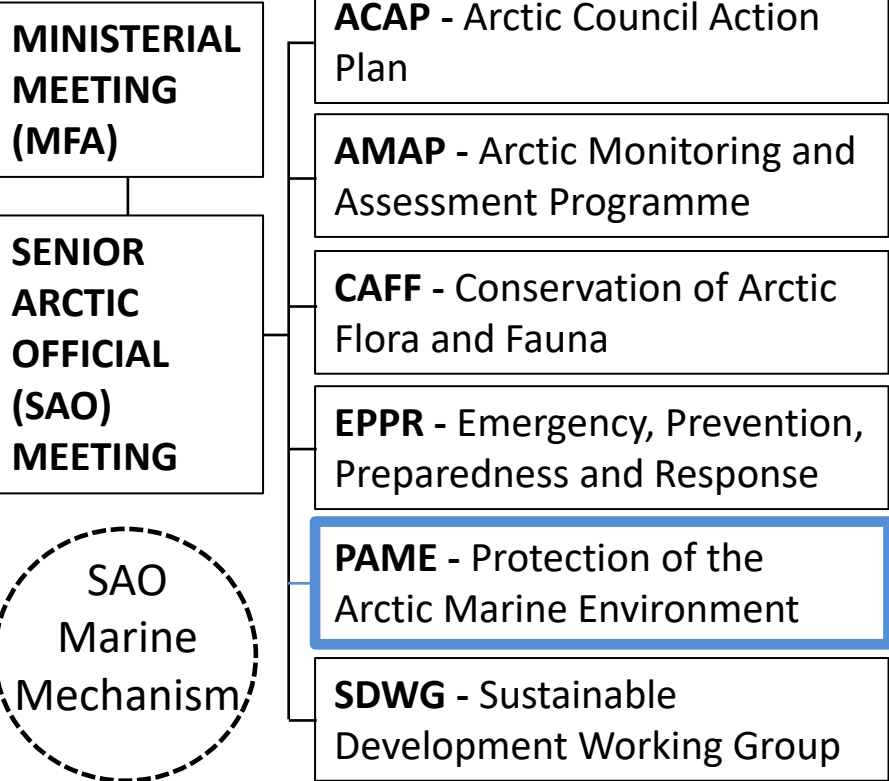 MINISTERIAL
MEETING
(MFA)
SENIOR
ARCTIC
OFFICIAL
(SAO)
MEETING
SAO
Marine
Mechanism
ACAP - Arctic Council Action
Plan
AMAP - Arctic Monitoring and
Assessment Programme
CAFF - Conservation of Arctic
Flora and Fauna
EPPR - Emergency, Prevention,
Preparedness and Response
PAME - Protection of the
Arctic Marine Environment
SDWG - Sustainable
Development Working Group